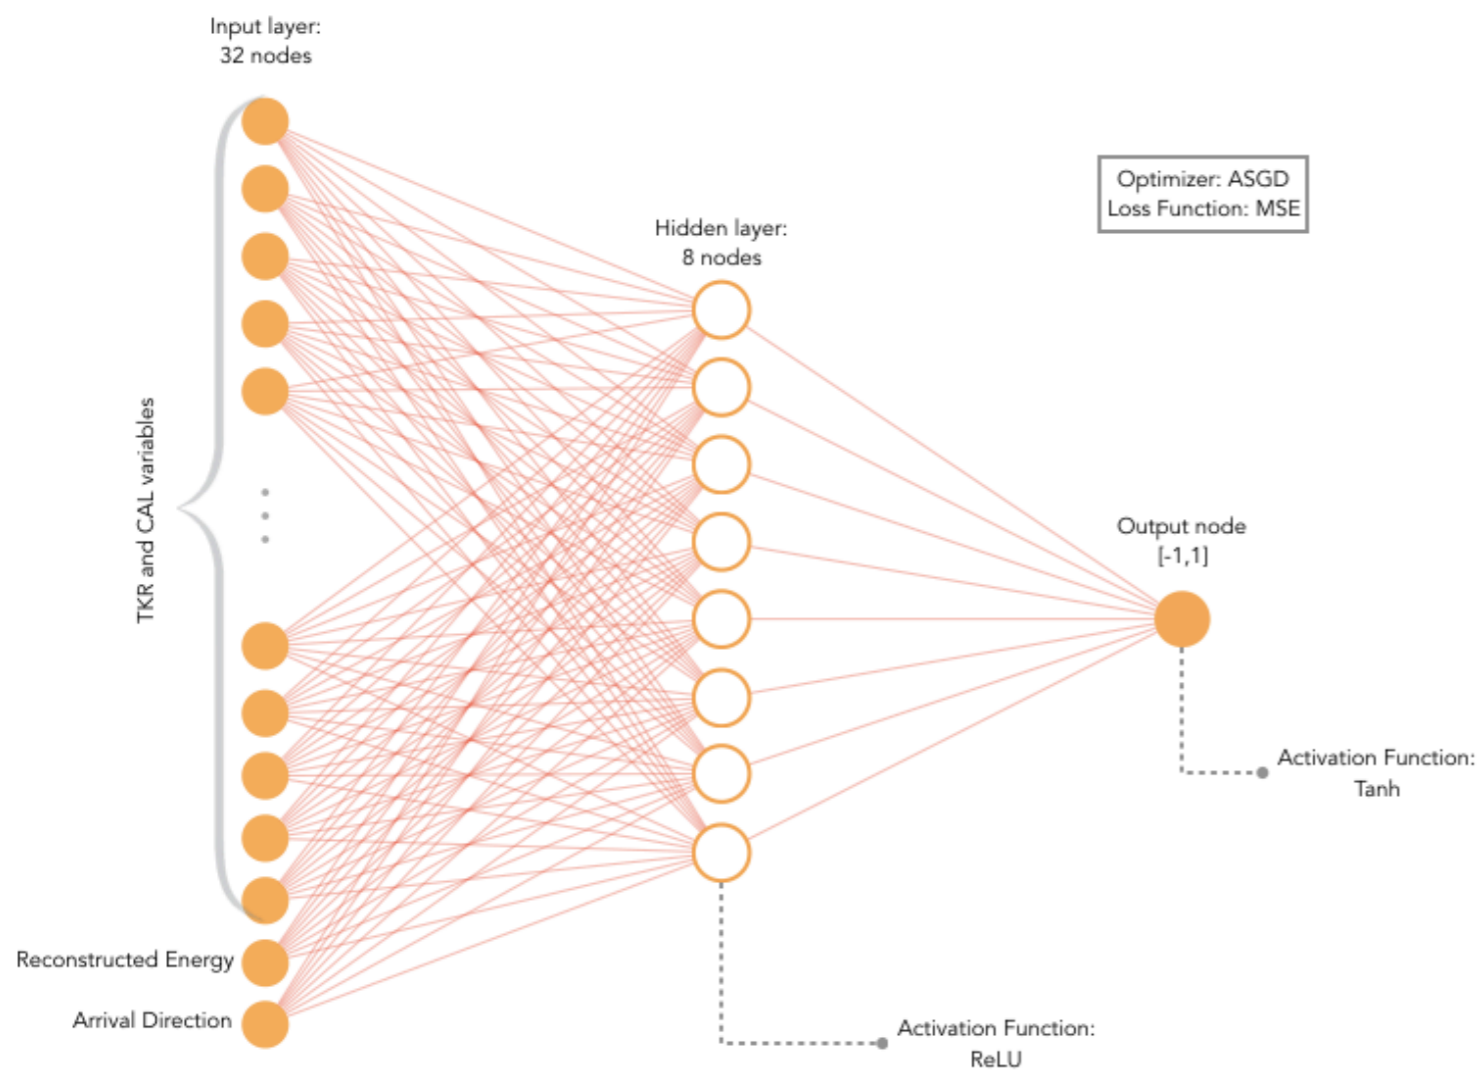 Input layer:
32 nodes
Optimizer: ASGD
Loss Function: MSE
Hidden layer:
8 nodes
TKR and CAL variables
Output node
[-1,1]
Activation Function:
Tanh
Reconstructed Energy
Arrival Direction
Activation Function:
ReLU